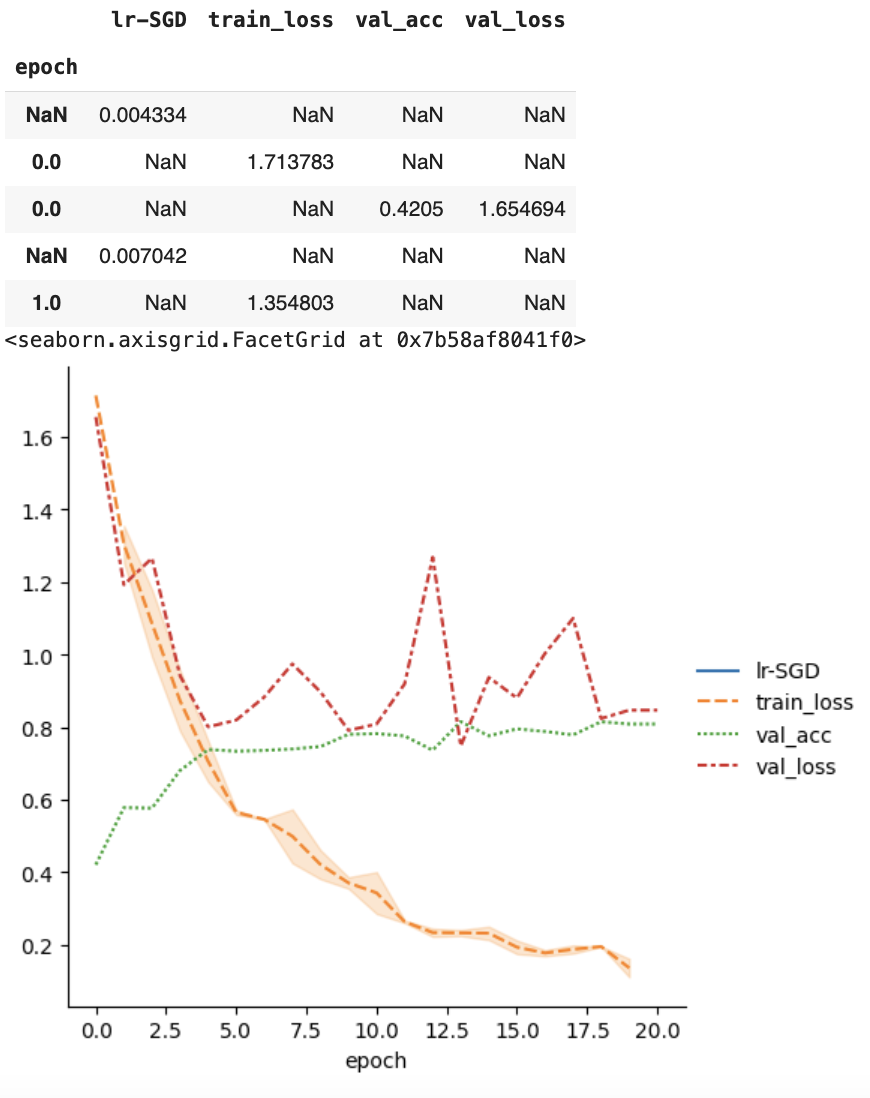 lr-SGD train_loss val_acc val_loss
epoch
NaN 0.004334 NaN NaN NaN
0.0 NaN 1.713783 NaN NaN
0.0 NaN NaN 0.4205 1.654694
NaN 0.007042 NaN NaN NaN
1.0 NaN 1.354803 NaN NaN
<seaborn.axisgrid.FacetGrid at 0x7b58af8041f0>
1.6
1.4
1.2
1.0
0.8
0.6
0.4
0.2
0.0 2.5 5.0 7.5 10.0 12.5 15.0 17.5 20.0
epoch
lr-SGD
train_loss
val_acc
val_loss